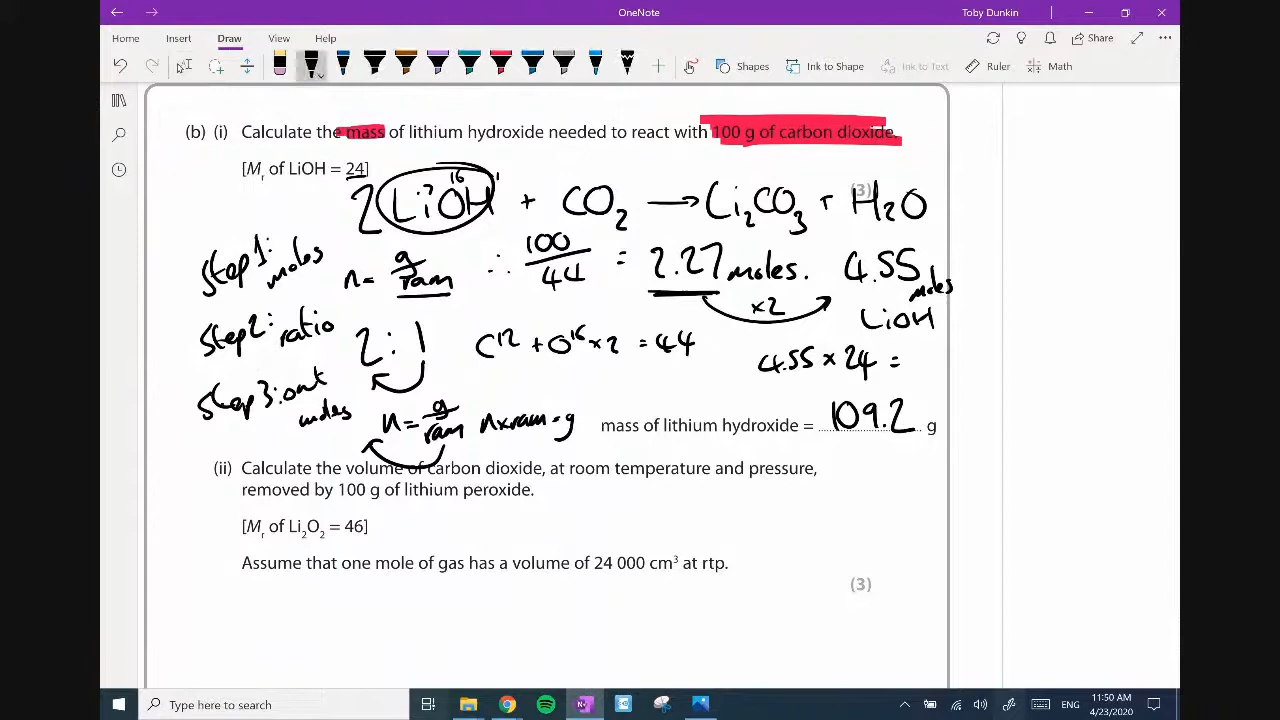 OneNote
Toby Dunkin
Home Insert Draw View Help
Share
Shapes Ink to Shape Ink to Text Ruler Math
(b) (i) Calculate the mass of lithium hydroxide needed to react with 100 g of carbon dioxide.
[Mr of LiOH = 24]
(3)
7 16 1
2 LiOH + CO2 → Li2CO3 + H2O
Step 1: moles n = g/ram ∴ 100/44 = 2.27 moles. 4.55 moles
×2 LiOH
Step 2: ratio 2 : 1 C12 + O16 × 2 = 44 4.55 × 24 =
Step 3: out moles n = g/ram n×ram = g
mass of lithium hydroxide = 109.2 g
(ii) Calculate the volume of carbon dioxide, at room temperature and pressure,
removed by 100 g of lithium peroxide.
[Mr of Li2O2 = 46]
Assume that one mole of gas has a volume of 24 000 cm3 at rtp.
(3)
Type here to search
ENG
11:50 AM
4/23/2020